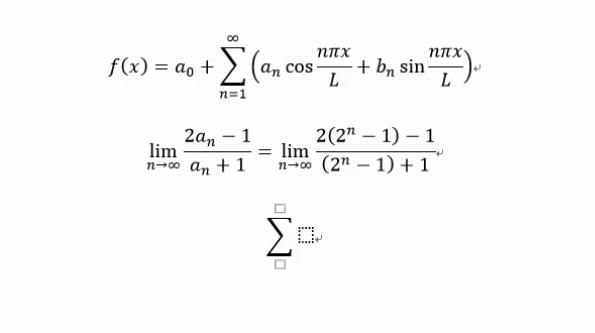 f(x) = a₀ + ∑_{n=1}^{∞} (aₙ cos nπx/L + bₙ sin nπx/L)
lim_{n→∞} (2aₙ − 1)/(aₙ + 1) = lim_{n→∞} (2(2ⁿ − 1) − 1)/((2ⁿ − 1) + 1)
∑